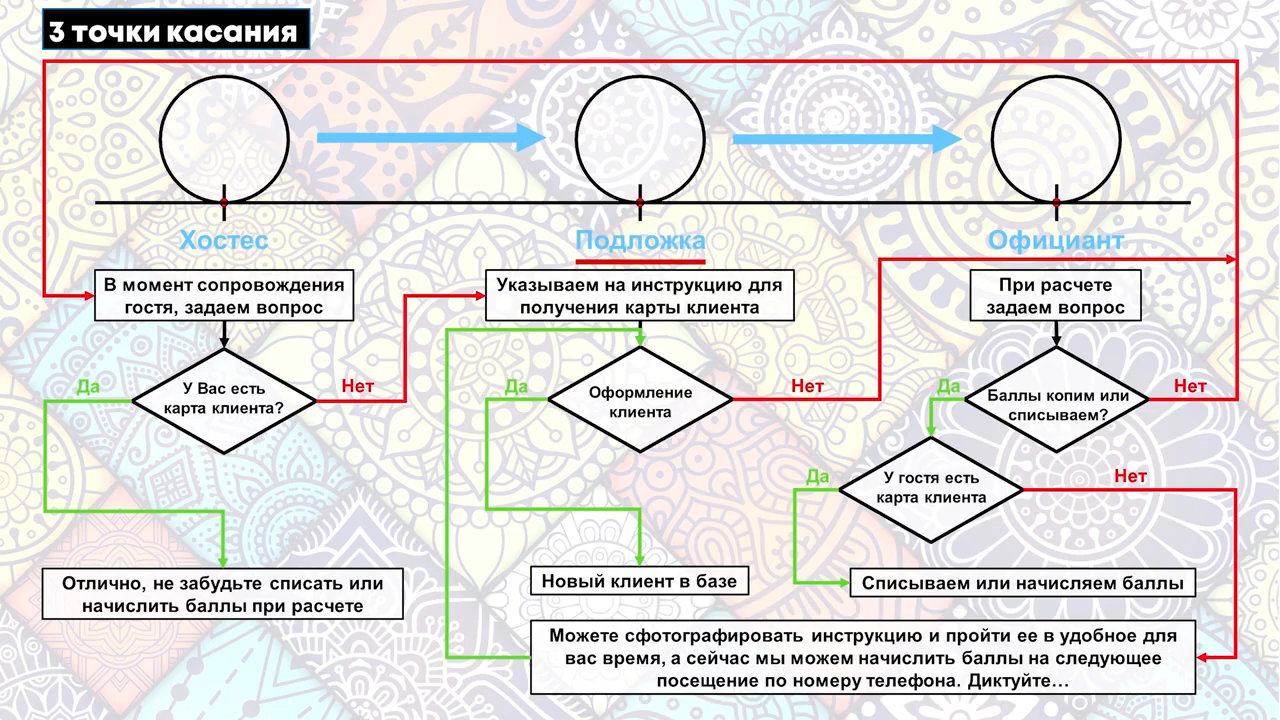 3 точки касания
Хостес
Подложка
Официант
В момент сопровождения
гостя, задаем вопрос
Указываем на инструкцию для
получения карты клиента
При расчете
задаем вопрос
Да
У Вас есть
карта клиента?
Нет
Да
Оформление
клиента
Нет
Да
Баллы копим или
списываем?
Нет
Да
У гостя есть
карта клиента
Нет
Отлично, не забудьте списать или
начислить баллы при расчете
Новый клиент в базе
Списываем или начисляем баллы
Можете сфотографировать инструкцию и пройти ее в удобное для
вас время, а сейчас мы можем начислить баллы на следующее
посещение по номеру телефона. Диктуйте…